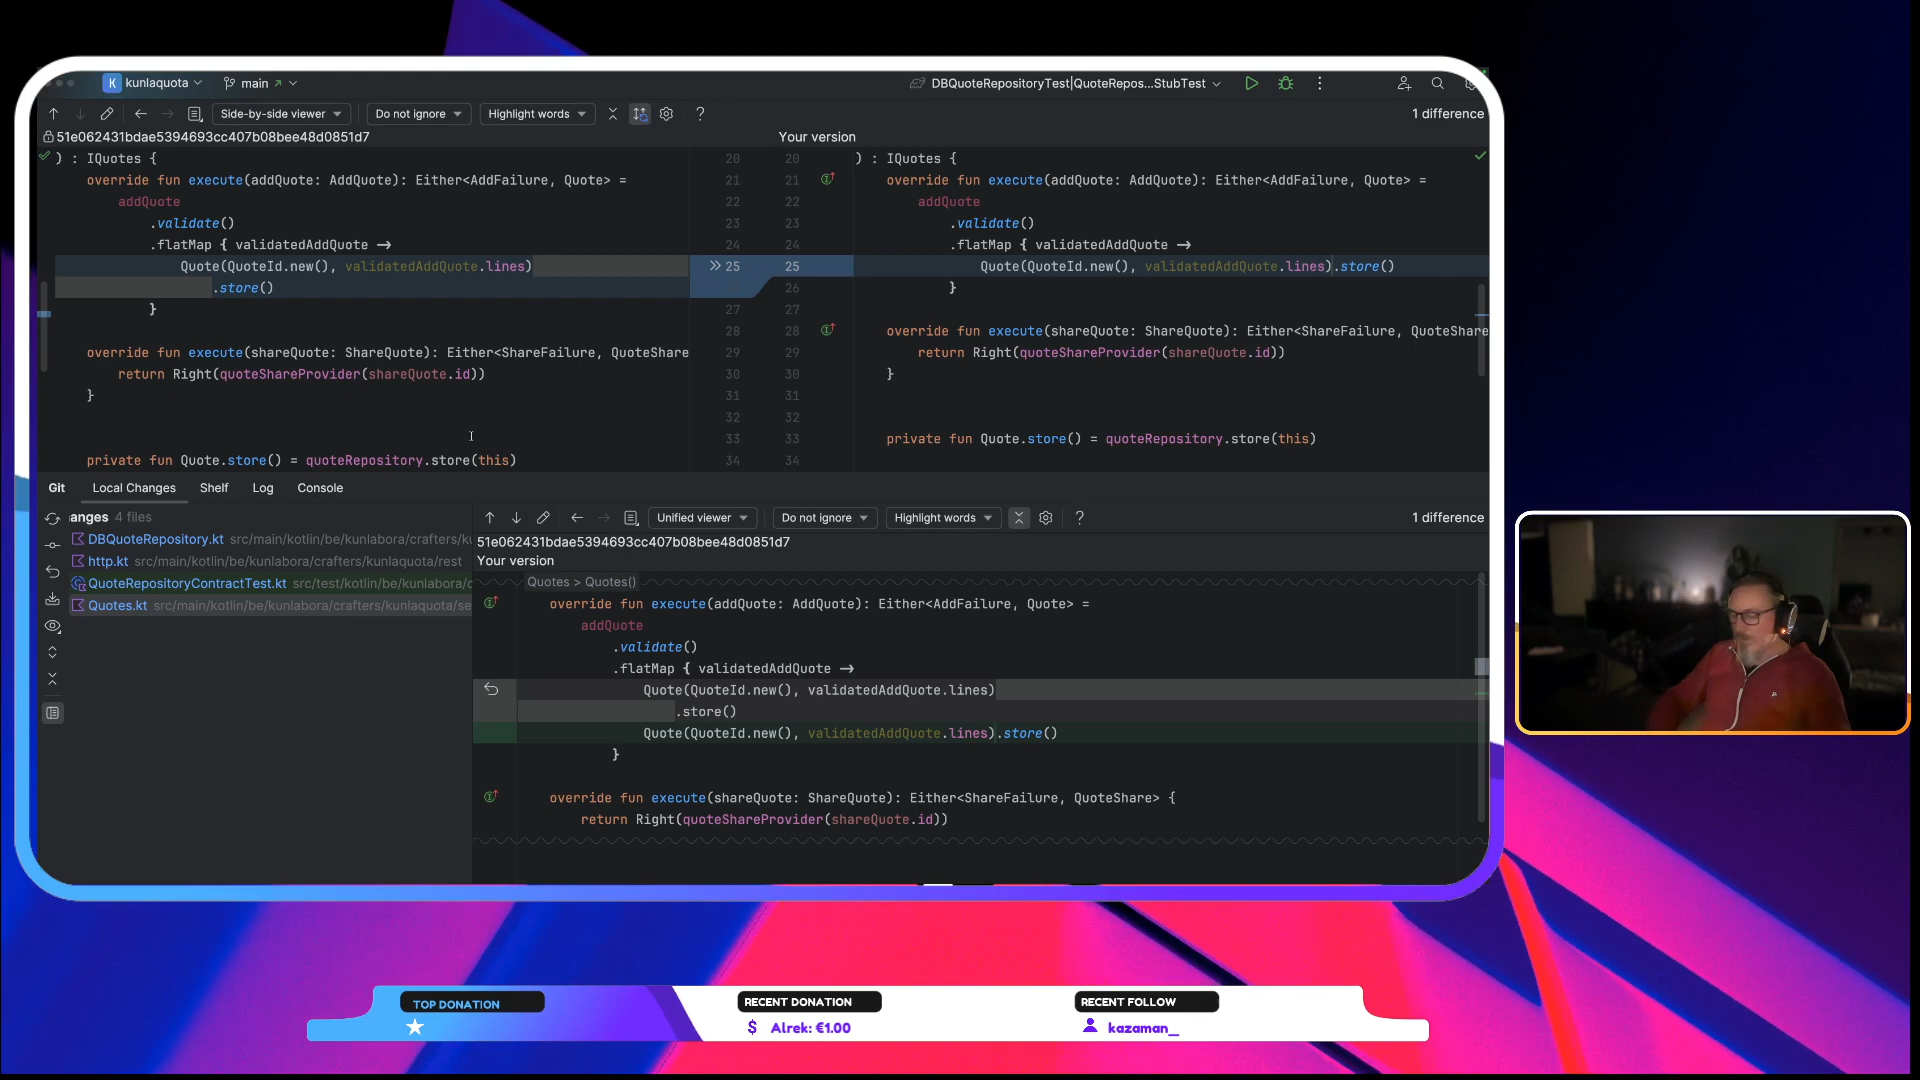 K kunlaquota main DBQuoteRepositoryTest|QuoteRepos...StubTest
Side-by-side viewer Do not ignore Highlight words ? 1 difference
51e062431bdae5394693cc407b08bee48d0851d7 Your version
) : IQuotes { 20 20 ) : IQuotes {
override fun execute(addQuote: AddQuote): Either<AddFailure, Quote> = 21 21 override fun execute(addQuote: AddQuote): Either<AddFailure, Quote> =
addQuote 22 22 addQuote
.validate() 23 23 .validate()
.flatMap { validatedAddQuote → 24 24 .flatMap { validatedAddQuote →
Quote(QuoteId.new(), validatedAddQuote.lines) 25 25 Quote(QuoteId.new(), validatedAddQuote.lines).store()
.store() 26 }
} 27 27
28 28 override fun execute(shareQuote: ShareQuote): Either<ShareFailure, QuoteShare
override fun execute(shareQuote: ShareQuote): Either<ShareFailure, QuoteShare 29 29 return Right(quoteShareProvider(shareQuote.id))
return Right(quoteShareProvider(shareQuote.id)) 30 30 }
} 31 31
32 32
33 33 private fun Quote.store() = quoteRepository.store(this)
private fun Quote.store() = quoteRepository.store(this) 34 34
Git Local Changes Shelf Log Console
anges 4 files
DBQuoteRepository.kt src/main/kotlin/be/kunlabora/crafters/ku
http.kt src/main/kotlin/be/kunlabora/crafters/kunlaquota/rest
QuoteRepositoryContractTest.kt src/test/kotlin/be/kunlabora/c
Quotes.kt src/main/kotlin/be/kunlabora/crafters/kunlaquota/se
Unified viewer Do not ignore Highlight words ? 1 difference
51e062431bdae5394693cc407b08bee48d0851d7
Your version
Quotes > Quotes()
override fun execute(addQuote: AddQuote): Either<AddFailure, Quote> =
addQuote
.validate()
.flatMap { validatedAddQuote →
Quote(QuoteId.new(), validatedAddQuote.lines)
.store()
Quote(QuoteId.new(), validatedAddQuote.lines).store()
}
override fun execute(shareQuote: ShareQuote): Either<ShareFailure, QuoteShare> {
return Right(quoteShareProvider(shareQuote.id))
TOP DONATION
RECENT DONATION
$ Alrek: €1.00
RECENT FOLLOW
kazaman__